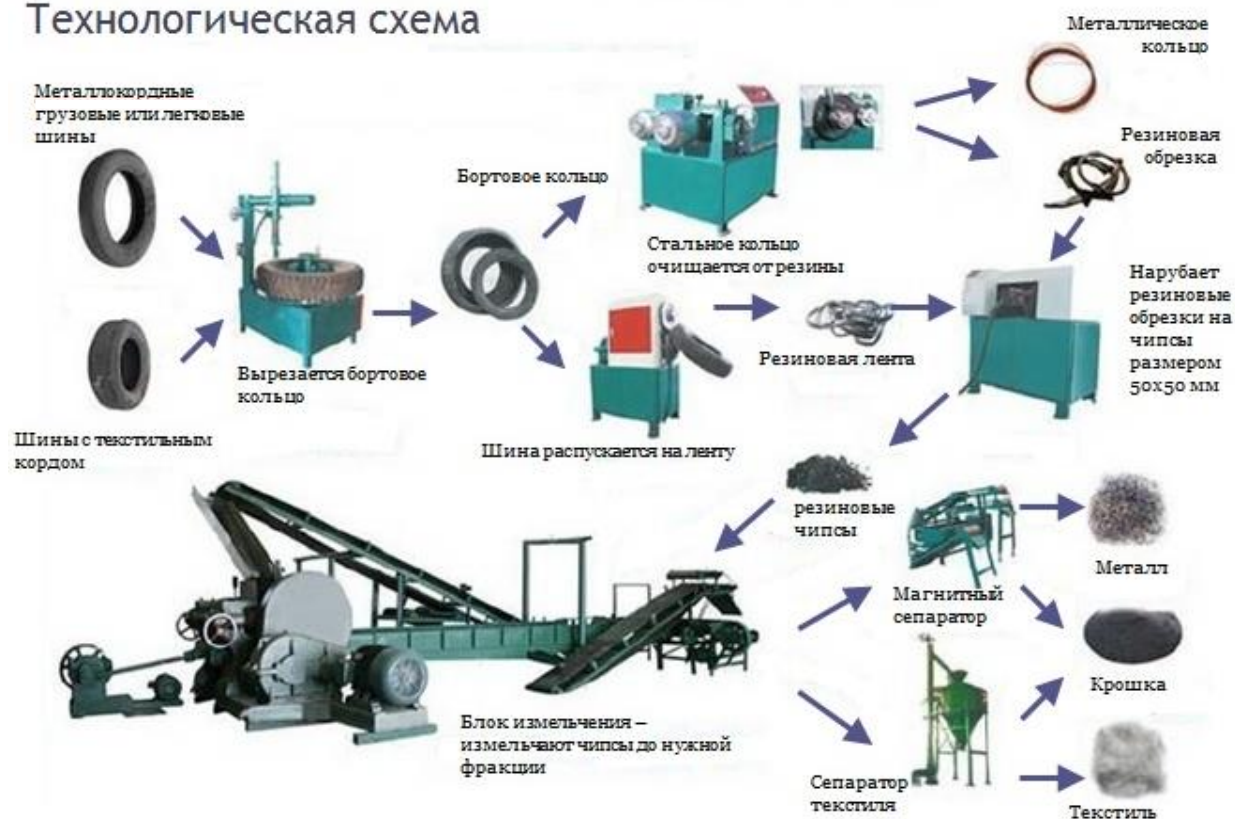 Технологическая схема
Металлическое
кольцо
Металлокордные
грузовые или легковые
шины
Резиновая
обрезка
Бортовое кольцо
Стальное кольцо
очищается от резины
Нарубает
резиновые
обрезки на
чипсы
размером
50х50 мм
Резиновая лента
Вырезается бортовое
кольцо
Шины с текстильным
кордом
Шина распускается на ленту
резиновые
чипсы
Металл
Магнитный
сепаратор
Крошка
Блок измельчения –
измельчают чипсы до нужной
фракции
Сепаратор
текстиля
Текстиль